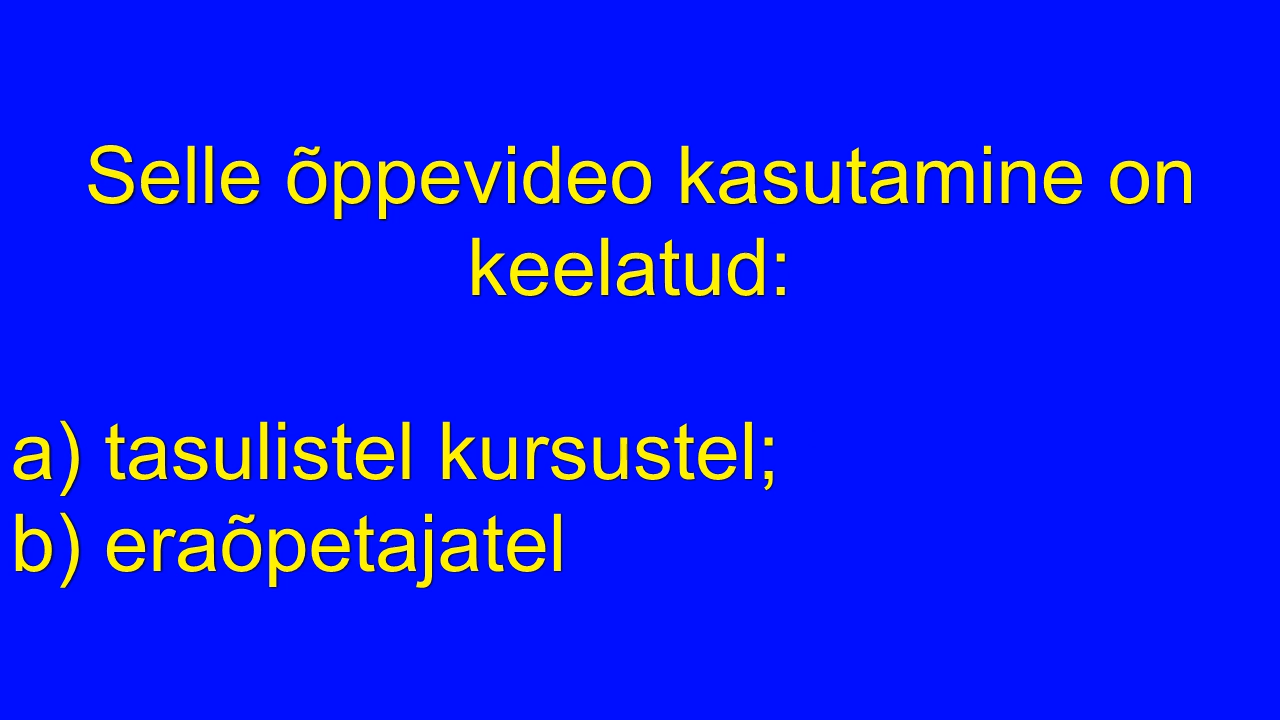 Selle õppevideo kasutamine on
keelatud:
a) tasulistel kursustel;
b) eraõpetajatel